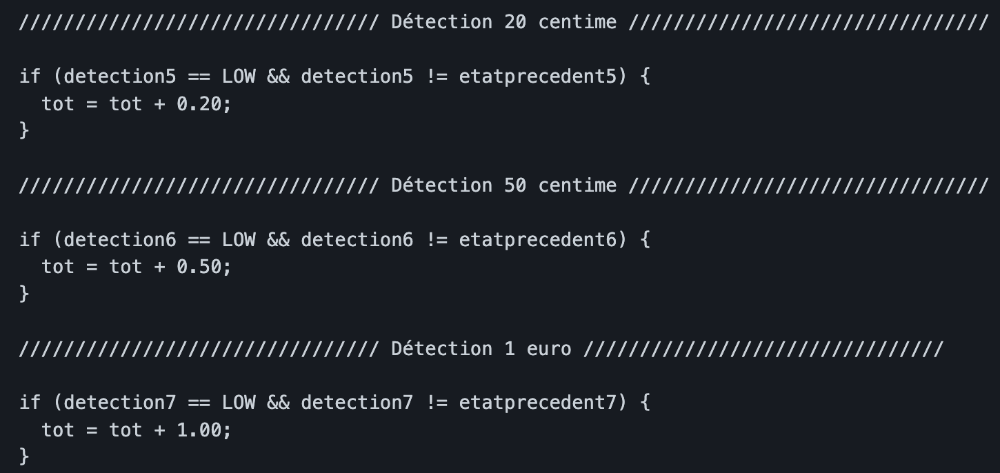 //////////////////////////////// Détection 20 centime ////////////////////////////////
if (detection5 == LOW && detection5 != etatprecedent5) {
  tot = tot + 0.20;
}
//////////////////////////////// Détection 50 centime ////////////////////////////////
if (detection6 == LOW && detection6 != etatprecedent6) {
  tot = tot + 0.50;
}
//////////////////////////////// Détection 1 euro ////////////////////////////////
if (detection7 == LOW && detection7 != etatprecedent7) {
  tot = tot + 1.00;
}